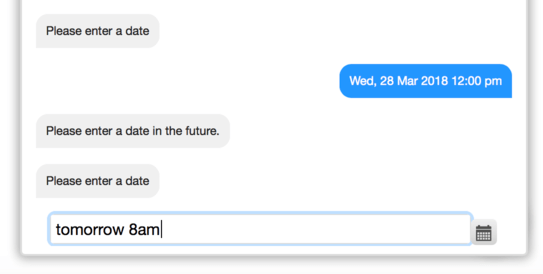 Please enter a date
Wed, 28 Mar 2018 12:00 pm
Please enter a date in the future.
Please enter a date
tomorrow 8am